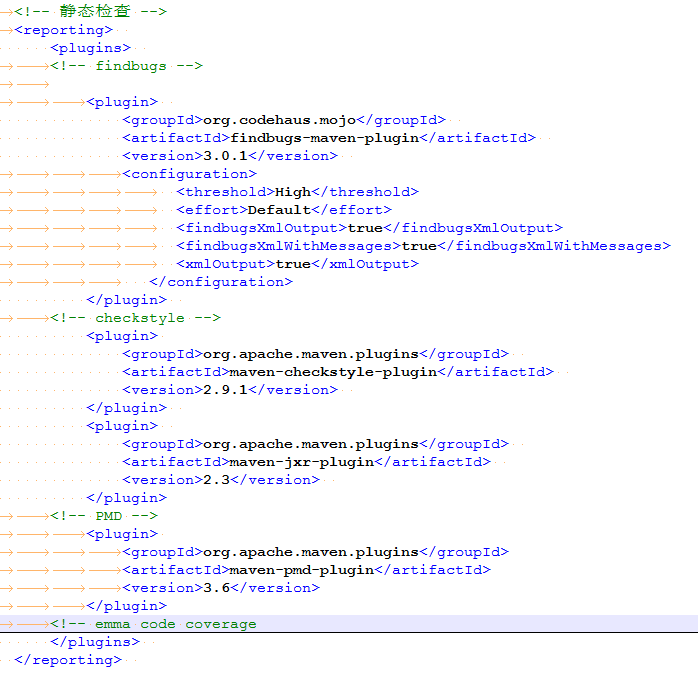 <!-- 静态检查 -->
<reporting>
<plugins>
<!-- findbugs -->
<plugin>
<groupId>org.codehaus.mojo</groupId>
<artifactId>findbugs-maven-plugin</artifactId>
<version>3.0.1</version>
<configuration>
<threshold>High</threshold>
<effort>Default</effort>
<findbugsXmlOutput>true</findbugsXmlOutput>
<findbugsXmlWithMessages>true</findbugsXmlWithMessages>
<xmlOutput>true</xmlOutput>
</configuration>
</plugin>
<!-- checkstyle -->
<plugin>
<groupId>org.apache.maven.plugins</groupId>
<artifactId>maven-checkstyle-plugin</artifactId>
<version>2.9.1</version>
</plugin>
<plugin>
<groupId>org.apache.maven.plugins</groupId>
<artifactId>maven-jxr-plugin</artifactId>
<version>2.3</version>
</plugin>
<!-- PMD -->
<plugin>
<groupId>org.apache.maven.plugins</groupId>
<artifactId>maven-pmd-plugin</artifactId>
<version>3.6</version>
</plugin>
<!-- emma code coverage
</plugins>
</reporting>